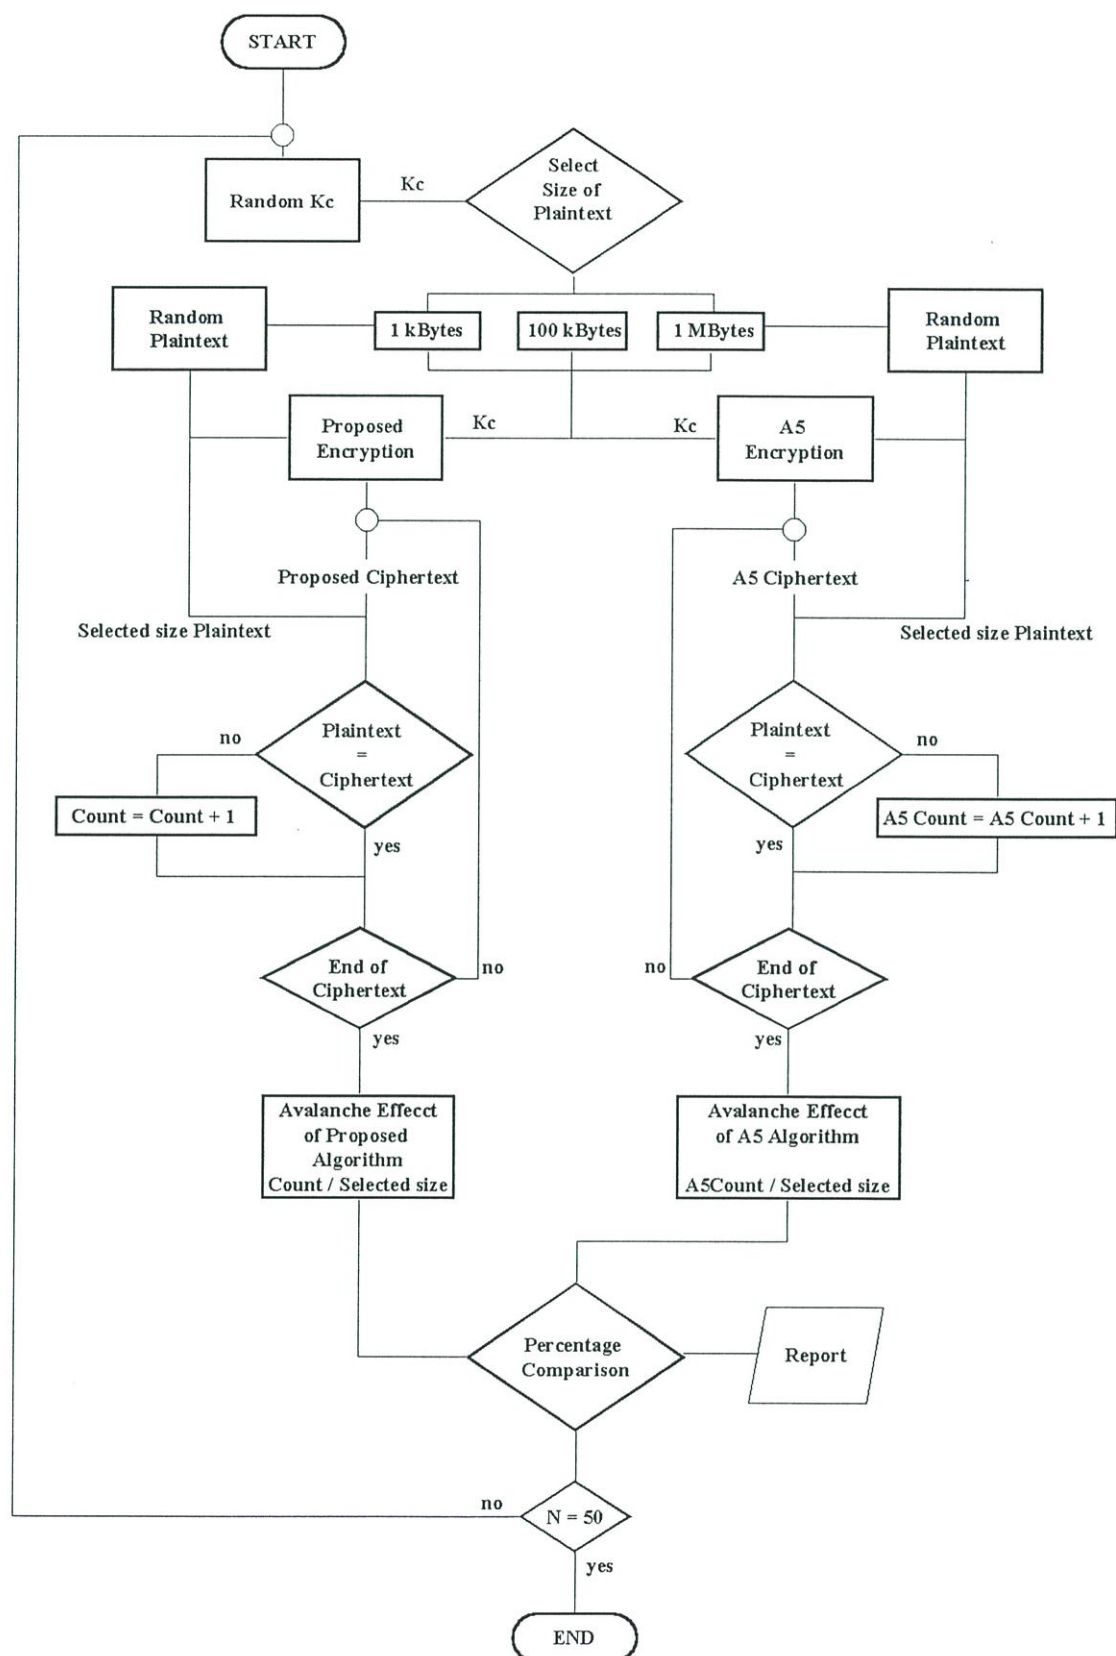 START
Select
Size of
Plaintext
Kc
Random Kc
Random
Plaintext
1 kBytes
100 kBytes
1 MBytes
Random
Plaintext
Proposed
Encryption
Kc
Kc
A5
Encryption
Proposed Ciphertext
A5 Ciphertext
Selected size Plaintext
Selected size Plaintext
Plaintext
=
Ciphertext
no
Plaintext
=
Ciphertext
no
Count = Count + 1
A5 Count = A5 Count + 1
yes
yes
End of
Ciphertext
no
no
End of
Ciphertext
yes
yes
Avalanche Effecct
of Proposed
Algorithm
Count / Selected size
Avalanche Effecct
of A5 Algorithm
A5Count / Selected size
Percentage
Comparison
Report
no
N = 50
yes
END